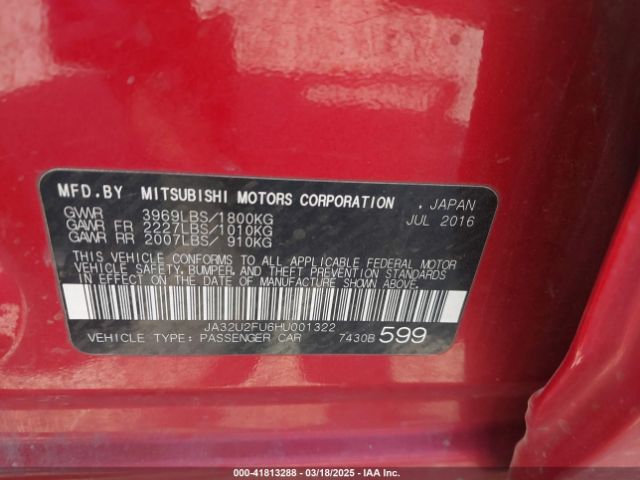 MFD.BY MITSUBISHI MOTORS CORPORATION . JAPAN
JUL 2016
GVWR 3969LBS/1800KG
GAWR FR 2227LBS/1010KG
GAWR RR 2007LBS/ 910KG
THIS VEHICLE CONFORMS TO ALL APPLICABLE FEDERAL MOTOR
VEHICLE SAFETY, BUMPER, AND THEFT PREVENTION STANDARDS
IN EFFECT ON THE DATE OF MANUFACTURE SHOWN ABOVE.
JA32U2FU6HU001322
VEHICLE TYPE: PASSENGER CAR 7430B 599
000-41813288 - 03/18/2025 - IAA Inc.